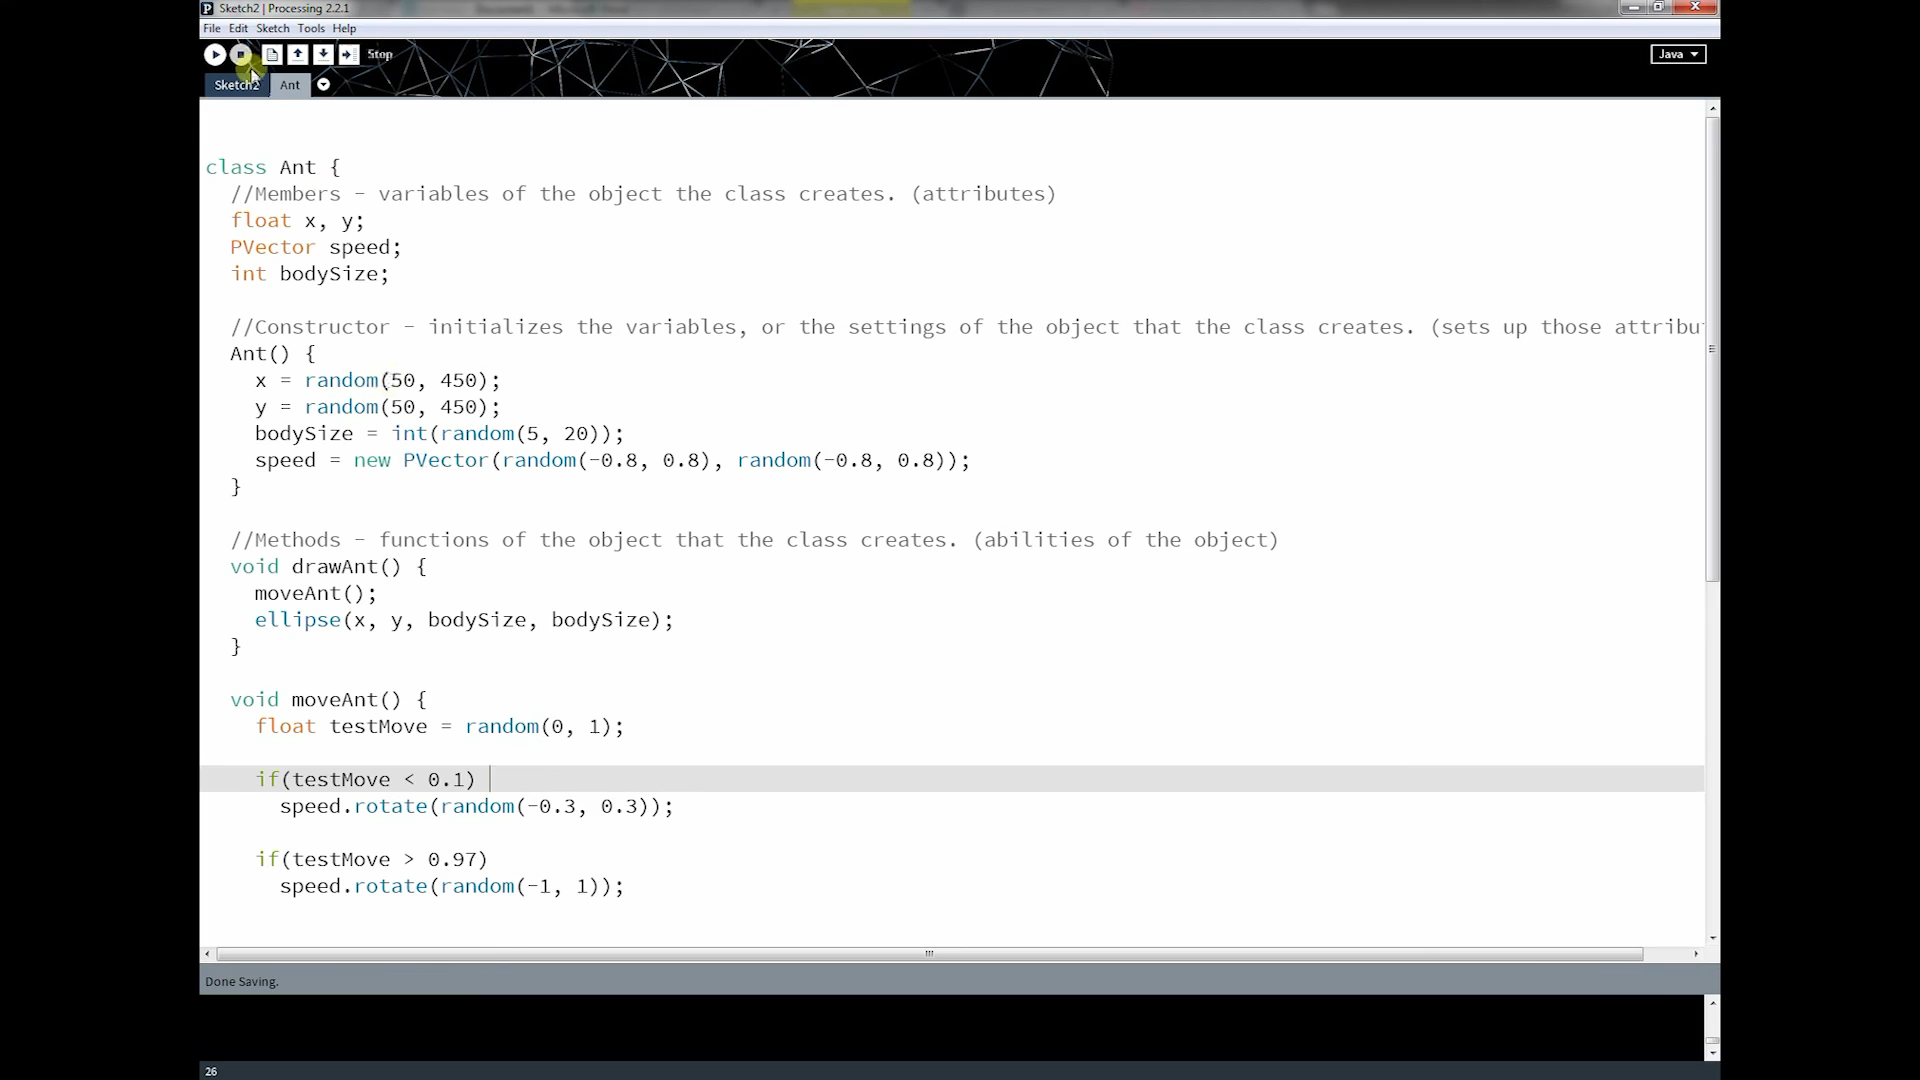 Sketch2 | Processing 2.2.1
File Edit Sketch Tools Help
Stop
Java
Sketch2 Ant
class Ant {
//Members - variables of the object the class creates. (attributes)
float x, y;
PVector speed;
int bodySize;
//Constructor - initializes the variables, or the settings of the object that the class creates. (sets up those attribu
Ant() {
x = random(50, 450);
y = random(50, 450);
bodySize = int(random(5, 20));
speed = new PVector(random(-0.8, 0.8), random(-0.8, 0.8));
}
//Methods - functions of the object that the class creates. (abilities of the object)
void drawAnt() {
moveAnt();
ellipse(x, y, bodySize, bodySize);
}
void moveAnt() {
float testMove = random(0, 1);
if(testMove < 0.1)
speed.rotate(random(-0.3, 0.3));
if(testMove > 0.97)
speed.rotate(random(-1, 1));
Done Saving.
26